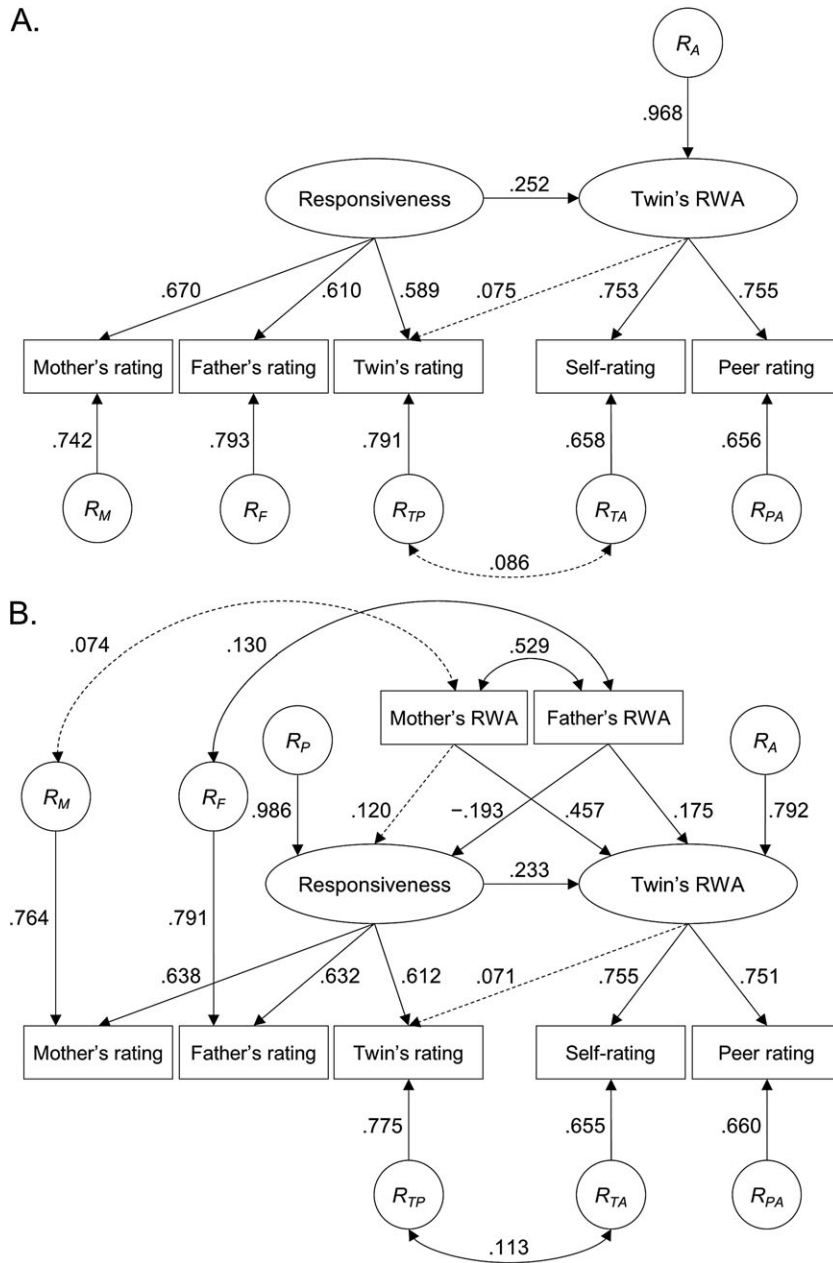 A.
R_A
.968
Responsiveness
.252
Twin's RWA
.670
.610
.589
.075
.753
.755
Mother's rating
Father's rating
Twin's rating
Self-rating
Peer rating
.742
.793
.791
.658
.656
R_M
R_F
R_TP
R_TA
R_PA
.086
B.
.074
.130
.529
Mother's RWA
Father's RWA
R_P
R_A
R_M
R_F
.986
.120
−.193
.457
.175
.792
Responsiveness
.233
Twin's RWA
.764
.791
.638
.632
.612
.071
.755
.751
Mother's rating
Father's rating
Twin's rating
Self-rating
Peer rating
.775
.655
.660
R_TP
R_TA
R_PA
.113